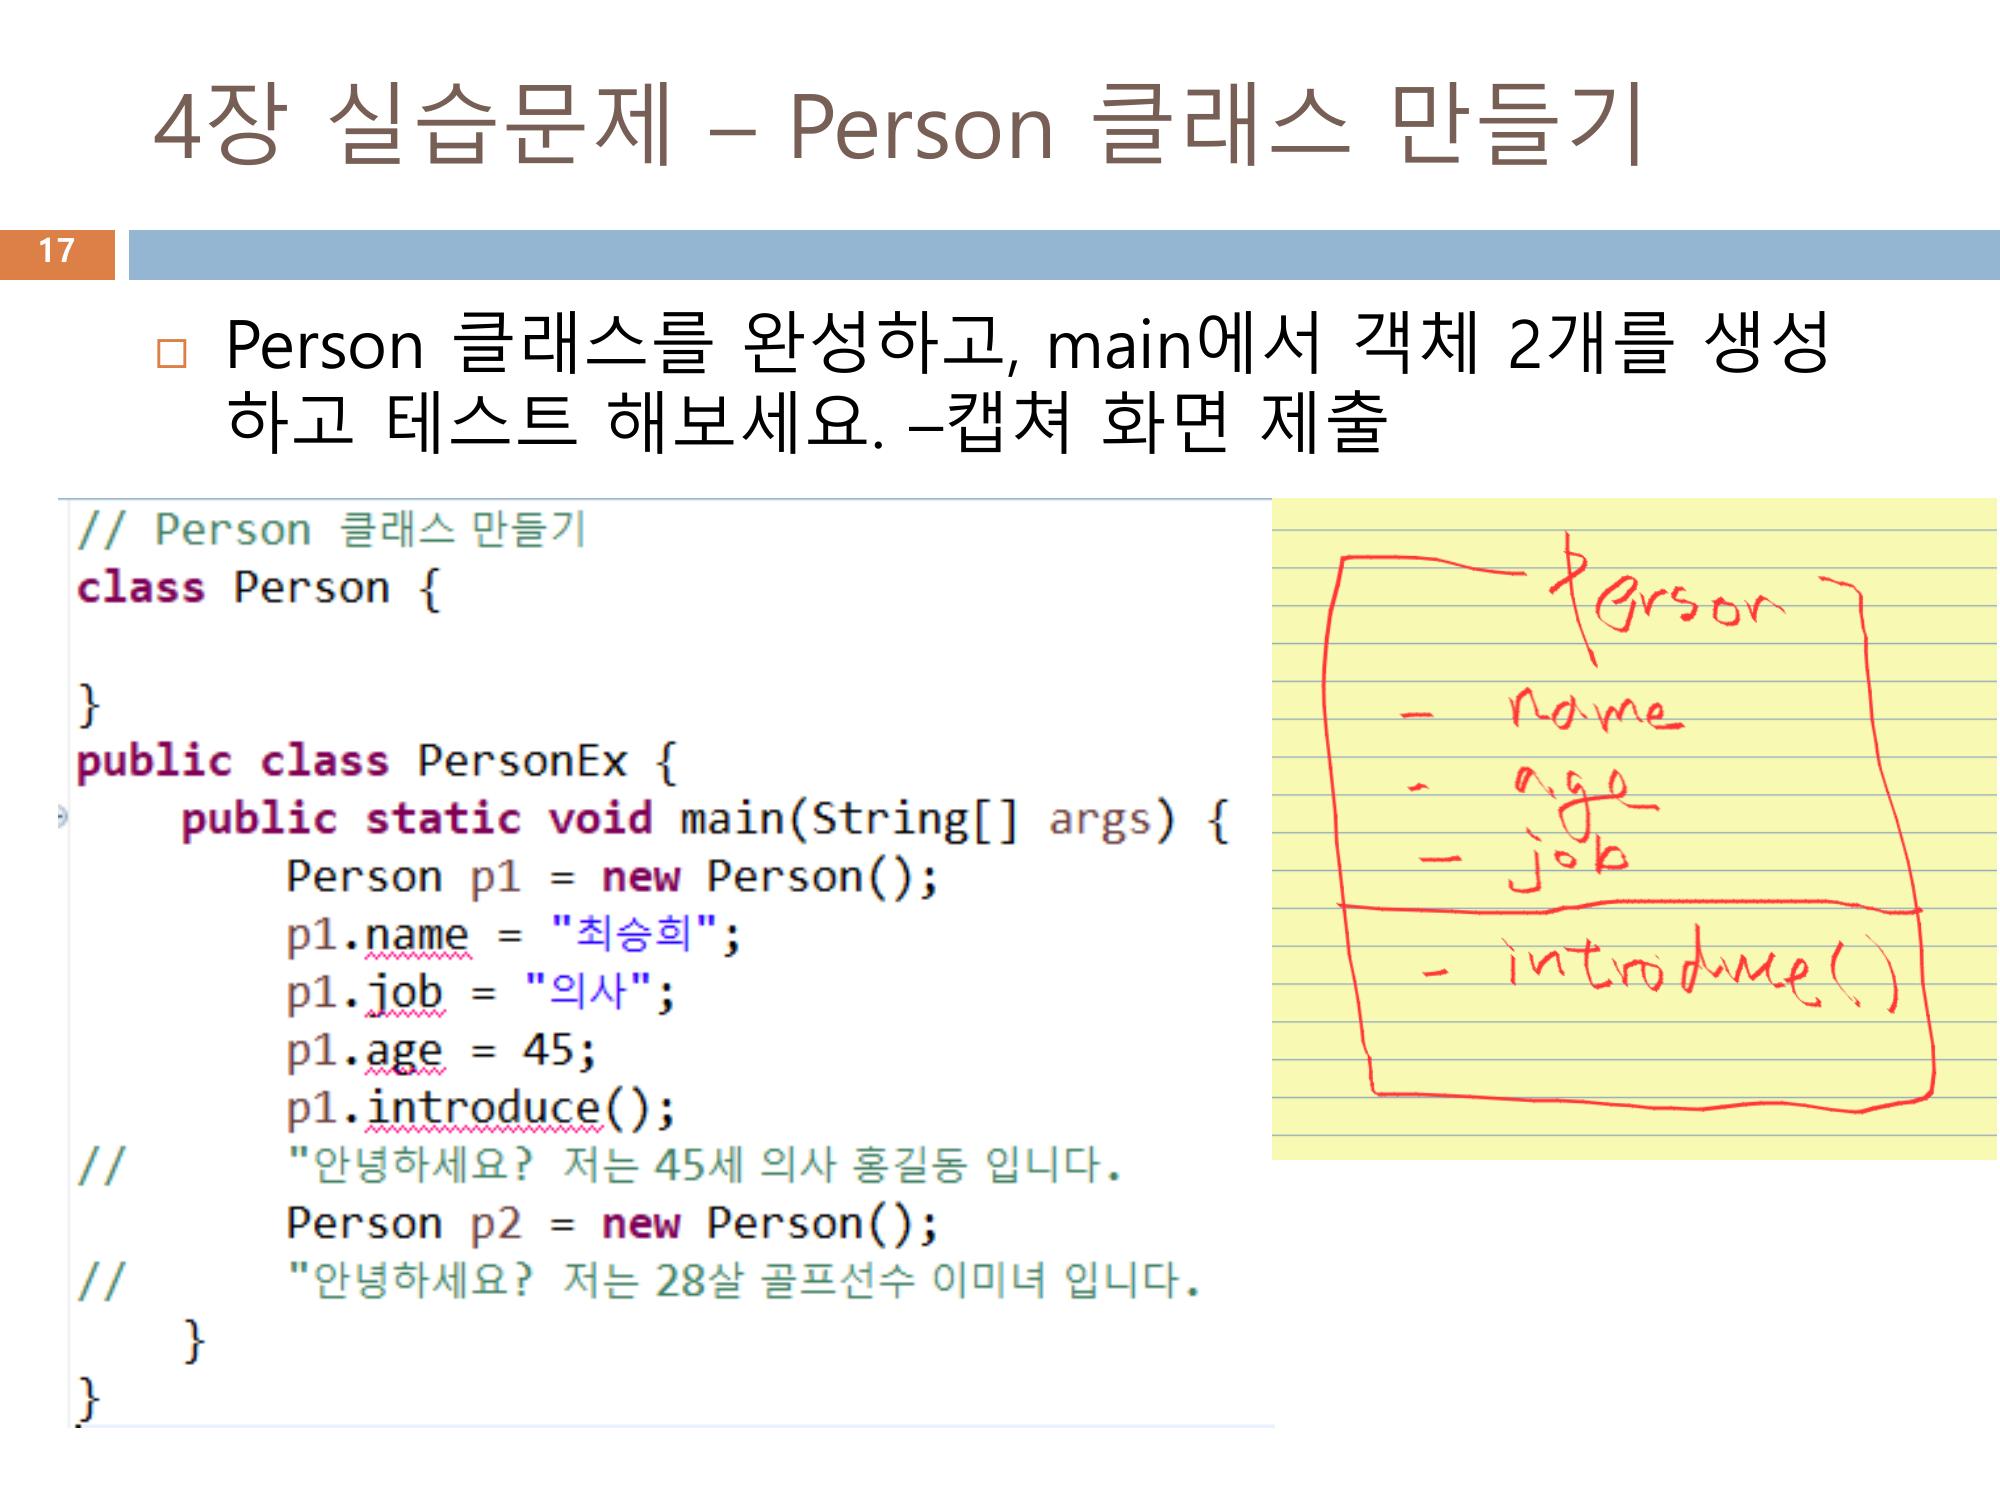 4장 실습문제 – Person 클래스 만들기
17
Person 클래스를 완성하고, main에서 객체 2개를 생성
하고 테스트 해보세요. –캡쳐 화면 제출
// Person 클래스 만들기
class Person {
}
public class PersonEx {
public static void main(String[] args) {
Person p1 = new Person();
p1.name = "최승희";
p1.job = "의사";
p1.age = 45;
p1.introduce();
// "안녕하세요? 저는 45세 의사 홍길동 입니다.
Person p2 = new Person();
// "안녕하세요? 저는 28살 골프선수 이미녀 입니다.
}
}
Person
- name
- age
- job
- introduce()